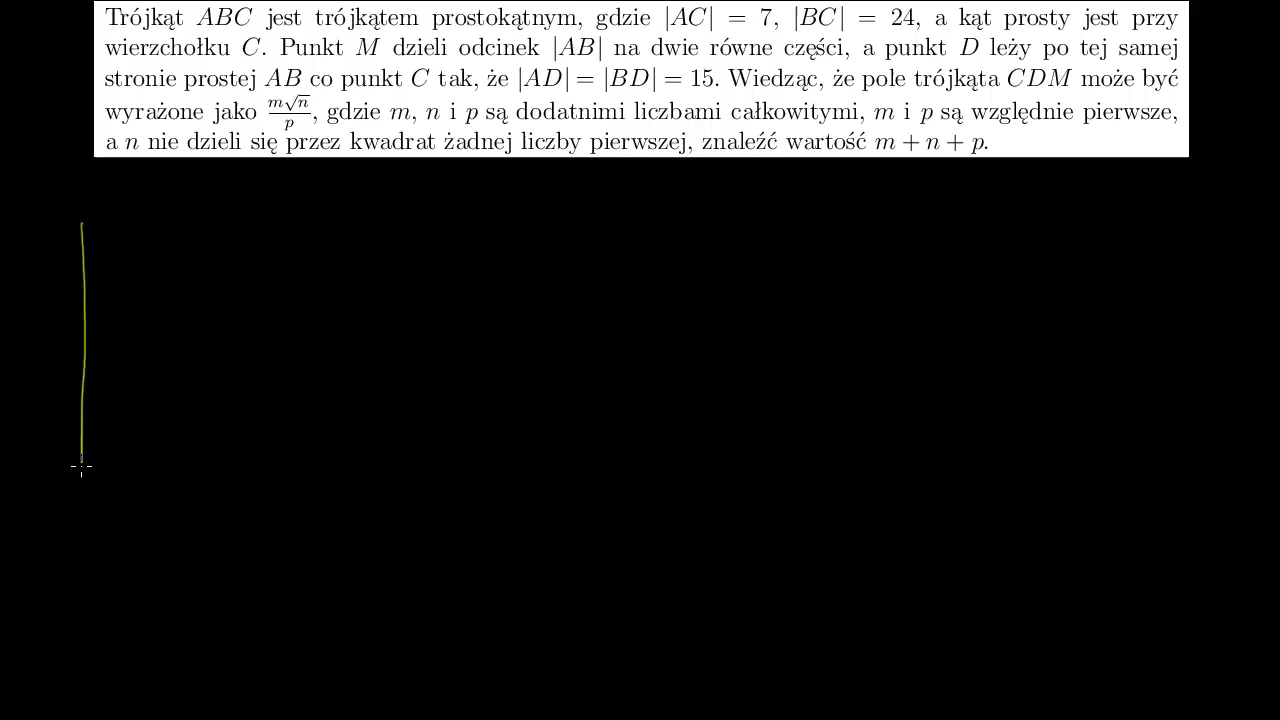 Trójkąt ABC jest trójkątem prostokątnym, gdzie |AC| = 7, |BC| = 24, a kąt prosty jest przy
wierzchołku C. Punkt M dzieli odcinek |AB| na dwie równe części, a punkt D leży po tej samej
stronie prostej AB co punkt C tak, że |AD| = |BD| = 15. Wiedząc, że pole trójkąta CDM może być
wyrażone jako \frac{m\sqrt{n}}{p}, gdzie m, n i p są dodatnimi liczbami całkowitymi, m i p są względnie pierwsze,
a n nie dzieli się przez kwadrat żadnej liczby pierwszej, znaleźć wartość m + n + p.